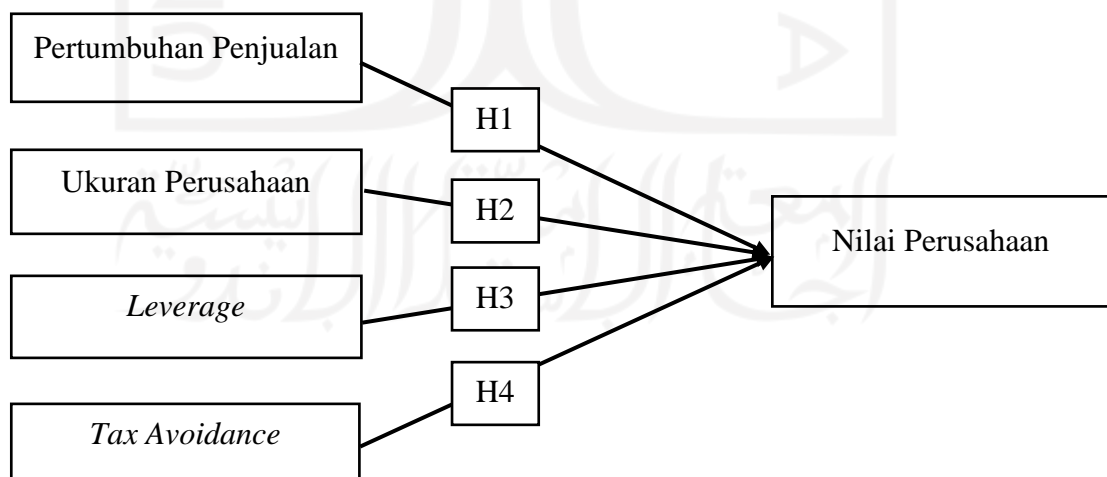 Pertumbuhan Penjualan
H1
Ukuran Perusahaan
H2
Nilai Perusahaan
Leverage
H3
H4
Tax Avoidance